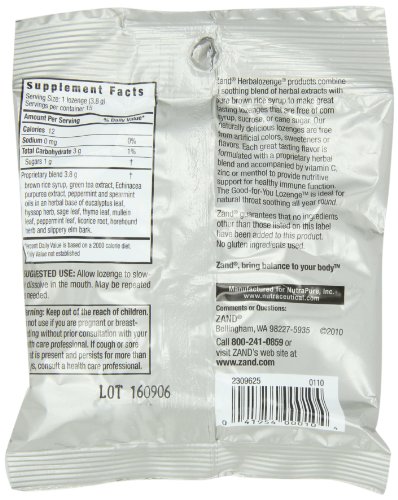 Supplement Facts
Serving Size: 1 lozenge (3.8 g)
Servings per container 15
Amount Per Serving % Daily Value*
Calories 12
Sodium 0 mg 0%
Total Carbohydrate 3 g 1%
Sugars 1 g †
Proprietary blend 3.8 g †
brown rice syrup, green tea extract, Echinacea
purpurea extract, peppermint and spearmint
oils in an herbal base of eucalyptus leaf,
hyssop herb, sage leaf, thyme leaf, mullein
leaf, peppermint leaf, licorice root, horehound
herb and slippery elm bark.
Percent Daily Value is based on a 2000 calorie diet.
Daily Value not established
SUGGESTED USE: Allow lozenge to slow
dissolve in the mouth. May be repeated
needed.
Warning: Keep out of the reach of children.
not use if you are pregnant or breast-
ding without prior consultation with your
alth care professional. If cough or sore
at is present and persists for more than
s, consult a health care professional.
LOT 160906
Zand® Herbalozenge® products combine
soothing blend of herbal extracts with
pure brown rice syrup to make great
tasting lozenges that are free of corn
syrup, sucrose, or cane sugar. Our
naturally delicious lozenges are free
from artificial colors, sweeteners or
flavors. Each great tasting flavor is
formulated with a proprietary herbal
blend and accompanied by vitamin C,
zinc or menthol to provide nutritive
support for healthy immune function.
The Good-for-You Lozenge™ is ideal for
natural throat soothing all year round.
Zand® guarantees that no ingredients
other than those listed on this label
have been added to this product.
No gluten ingredients used.
Zand®, bring balance to your body™
Manufactured for NutraPure, Inc.
www.nutraceutical.com
Comments or Questions:
ZAND®
Bellingham, WA 98227-5935 ©2010
Call 800-241-0859 or
visit ZAND's web site at
www.zand.com
2309625 0110
0 41954 00010 4